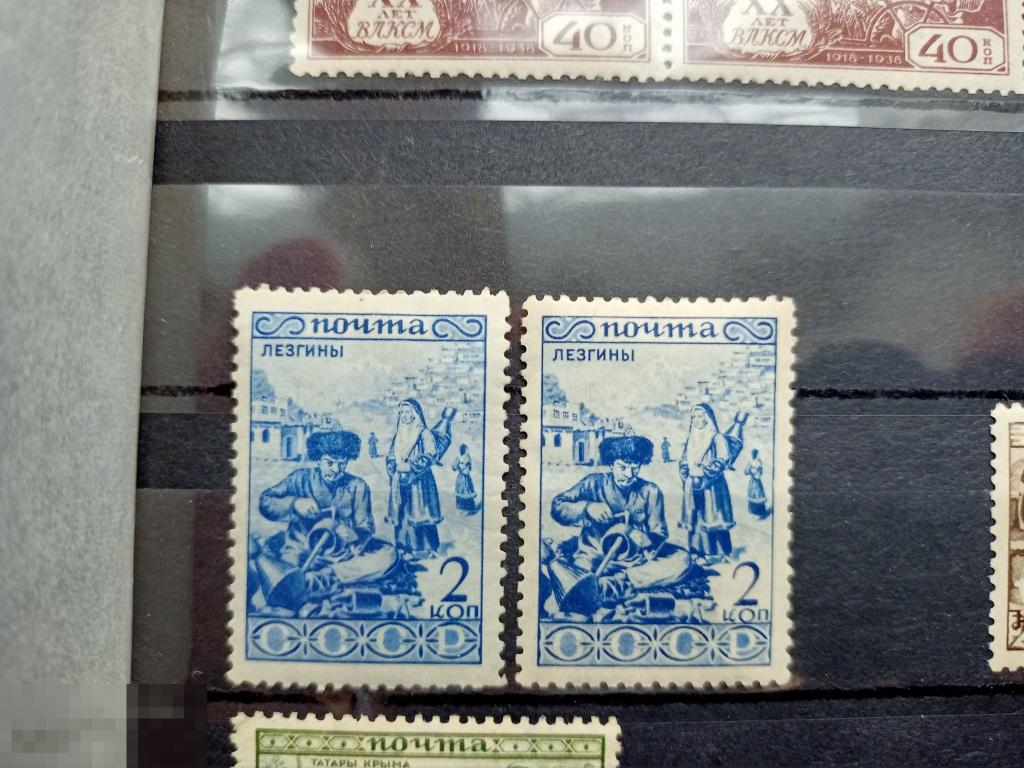 XX
ЛЕТ
ВЛКСМ
1918-1938
40
КОП
XX
ЛЕТ
ВЛКСМ
1918-1938
40
КОП
почта
ЛЕЗГИНЫ
2
КОП
СССР
почта
ЛЕЗГИНЫ
2
КОП
СССР
почта
ТАТАРЫ КРЫМА